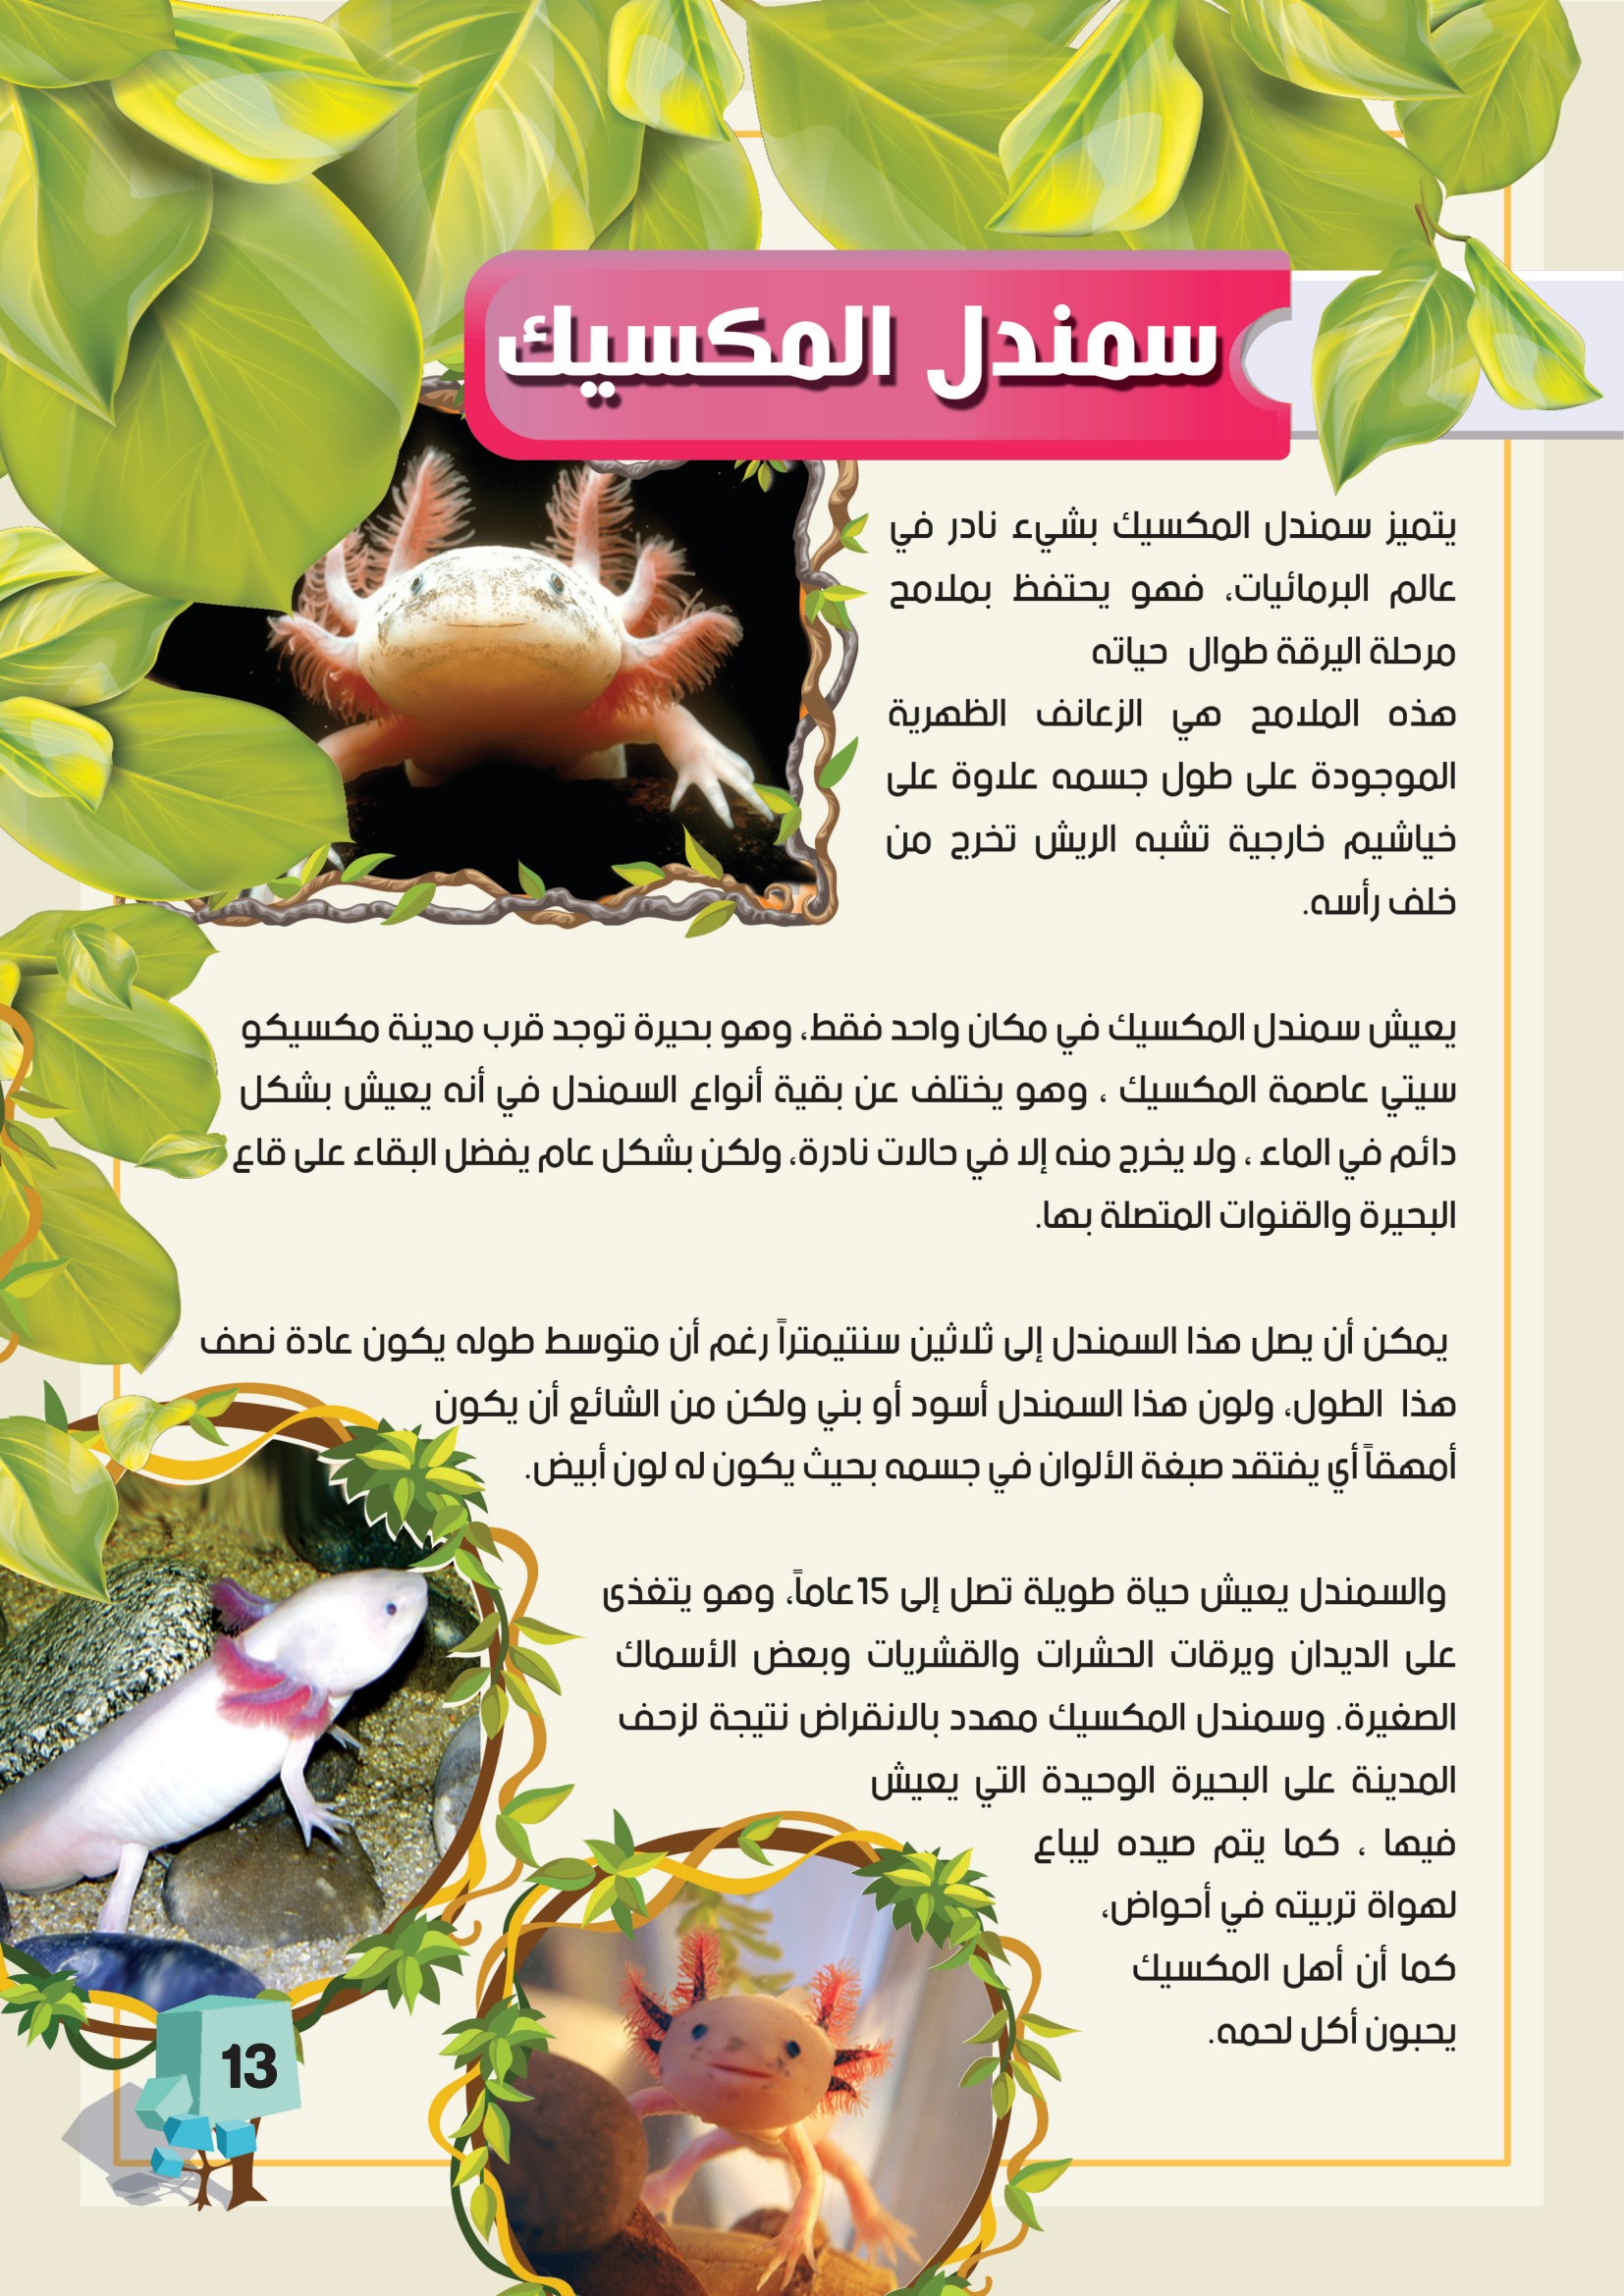 سمندل المكسيك
يتميز سمندل المكسيك بشيء نادر في
عالم البرمائيات، فهو يحتفظ بملامح
مرحلة اليرقة طوال حياته
هذه الملامح هي الزعانف الظهرية
الموجودة على طول جسمه علاوة على
خياشيم خارجية تشبه الريش تخرج من
خلف رأسه.
يعيش سمندل المكسيك في مكان واحد فقط، وهو بحيرة توجد قرب مدينة مكسيكو
سيتي عاصمة المكسيك ، وهو يختلف عن بقية أنواع السمندل في أنه يعيش بشكل
دائم في الماء ، ولا يخرج منه إلا في حالات نادرة، ولكن بشكل عام يفضل البقاء على قاع
البحيرة والقنوات المتصلة بها.
يمكن أن يصل هذا السمندل إلى ثلاثين سنتيمتراً رغم أن متوسط طوله يكون عادة نصف
هذا الطول، ولون هذا السمندل أسود أو بني ولكن من الشائع أن يكون
أمهقاً أي يفتقد صبغة الألوان في جسمه بحيث يكون له لون أبيض.
والسمندل يعيش حياة طويلة تصل إلى 15عاماً، وهو يتغذى
على الديدان ويرقات الحشرات والقشريات وبعض الأسماك
الصغيرة. وسمندل المكسيك مهدد بالانقراض نتيجة لزحف
المدينة على البحيرة الوحيدة التي يعيش
فيها ، كما يتم صيده ليباع
لهواة تربيته في أحواض،
كما أن أهل المكسيك
يحبون أكل لحمه.
13